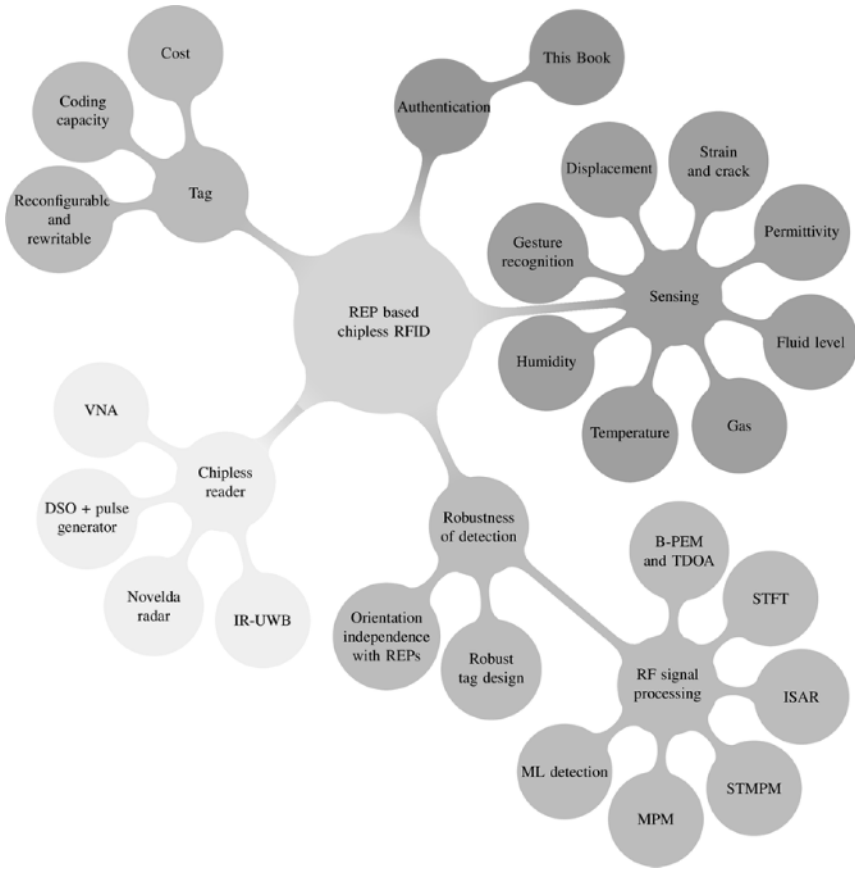 Cost
Coding
capacity
Reconfigurable
and
rewritable
Tag
This Book
Authentication
REP based
chipless RFID
Displacement
Strain
and crack
Gesture
recognition
Permittivity
Sensing
Humidity
Fluid level
Temperature
Gas
VNA
Chipless
reader
DSO + pulse
generator
Novelda
radar
IR-UWB
Robustness
of detection
Orientation
independence
with REPs
Robust
tag design
B-PEM
and TDOA
STFT
RF signal
processing
ISAR
ML detection
STMPM
MPM